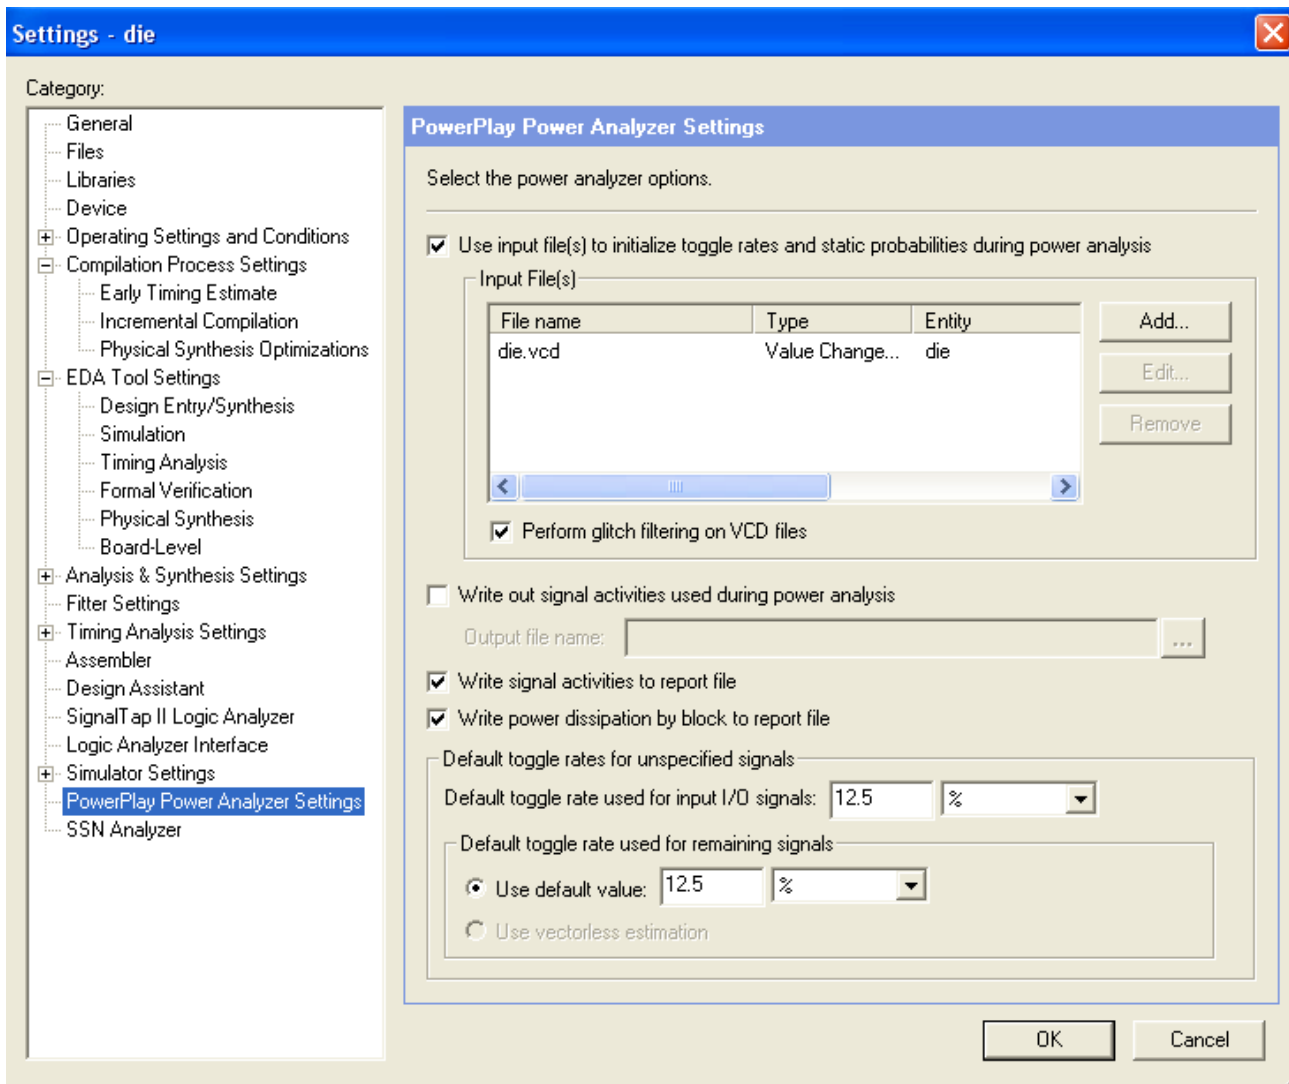 Settings - die
Category:
General
Files
Libraries
Device
Operating Settings and Conditions
Compilation Process Settings
Early Timing Estimate
Incremental Compilation
Physical Synthesis Optimizations
EDA Tool Settings
Design Entry/Synthesis
Simulation
Timing Analysis
Formal Verification
Physical Synthesis
Board-Level
Analysis & Synthesis Settings
Fitter Settings
Timing Analysis Settings
Assembler
Design Assistant
SignalTap II Logic Analyzer
Logic Analyzer Interface
Simulator Settings
PowerPlay Power Analyzer Settings
SSN Analyzer
PowerPlay Power Analyzer Settings
Select the power analyzer options.
Use input file(s) to initialize toggle rates and static probabilities during power analysis
Input File(s)
File name Type Entity
die.vcd Value Change... die
Add...
Edit...
Remove
Perform glitch filtering on VCD files
Write out signal activities used during power analysis
Output file name: ...
Write signal activities to report file
Write power dissipation by block to report file
Default toggle rates for unspecified signals
Default toggle rate used for input I/O signals: 12.5 %
Default toggle rate used for remaining signals
Use default value: 12.5 %
Use vectorless estimation
OK Cancel